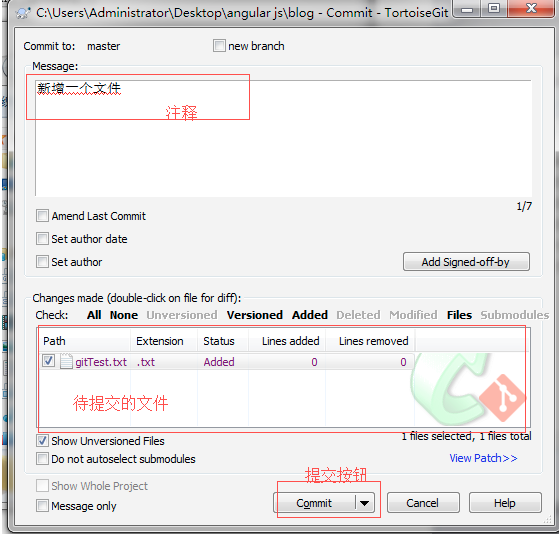 C:\Users\Administrator\Desktop\angular js\blog - Commit - TortoiseGit
Commit to: master new branch
Message:
新增一个文件
注释
1/7
Amend Last Commit
Set author date
Set author
Add Signed-off-by
Changes made (double-click on file for diff):
Check: All None Unversioned Versioned Added Deleted Modified Files Submodules
Path Extension Status Lines added Lines removed
gitTest.txt .txt Added 0 0
待提交的文件
Show Unversioned Files
1 files selected, 1 files total
Do not autoselect submodules
View Patch>>
提交按钮
Show Whole Project
Message only
Commit Cancel Help